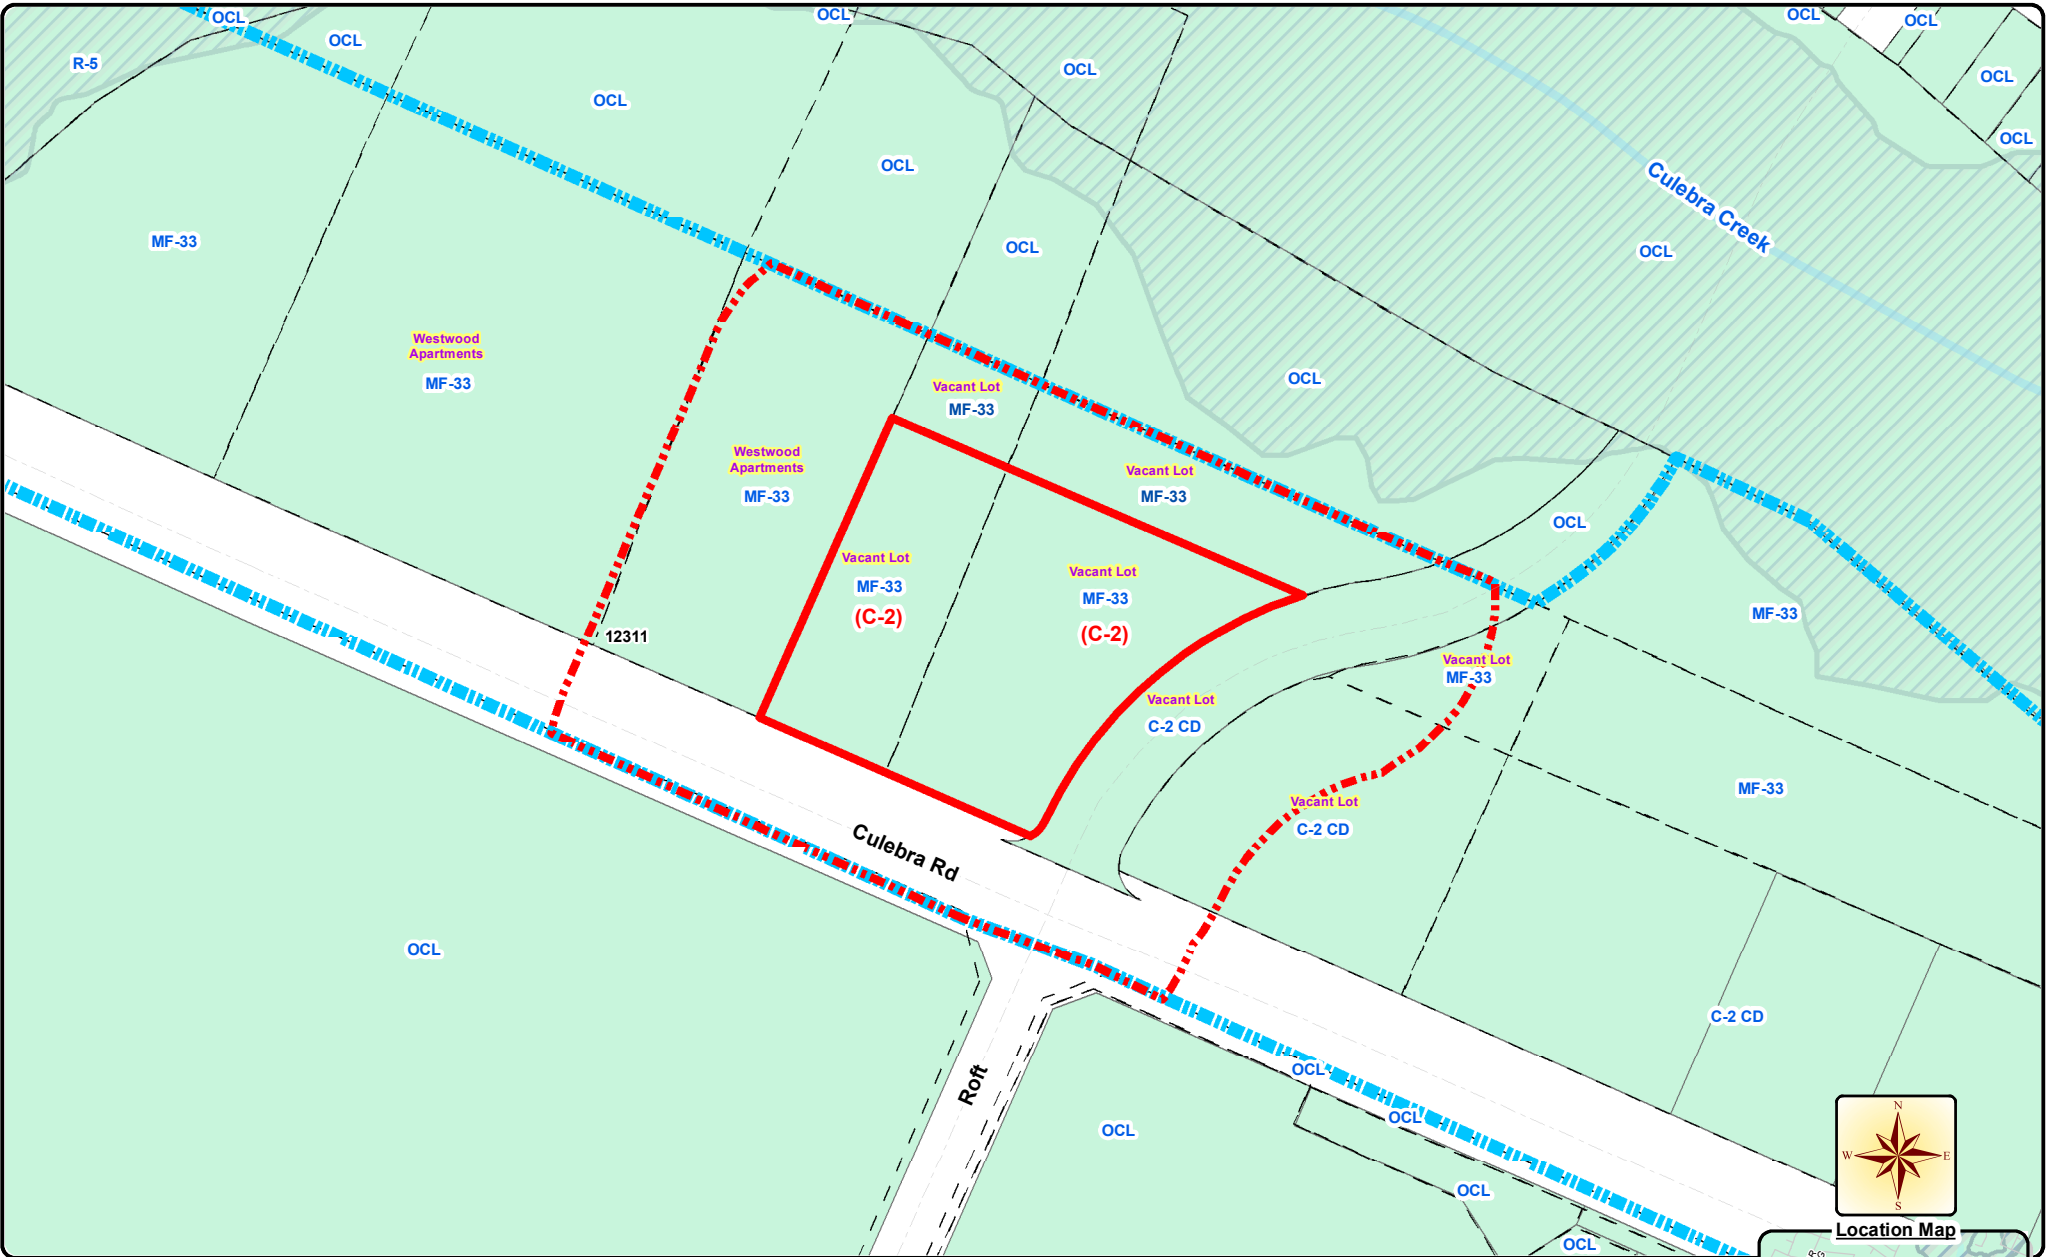 OCL
OCL
OCL
OCL
OCL
R-5
OCL
OCL
OCL
OCL
OCL
Culebra Creek
MF-33
OCL
OCL
Westwood
Apartments
MF-33
OCL
Vacant Lot
MF-33
Westwood
Apartments
MF-33
Vacant Lot
MF-33
OCL
Vacant Lot
MF-33
(C-2)
Vacant Lot
MF-33
(C-2)
MF-33
12311
Vacant Lot
MF-33
Vacant Lot
C-2 CD
MF-33
Vacant Lot
C-2 CD
Culebra Rd
OCL
C-2 CD
Roft
OCL
OCL
OCL
OCL
OCL
N
W
E
S
Location Map